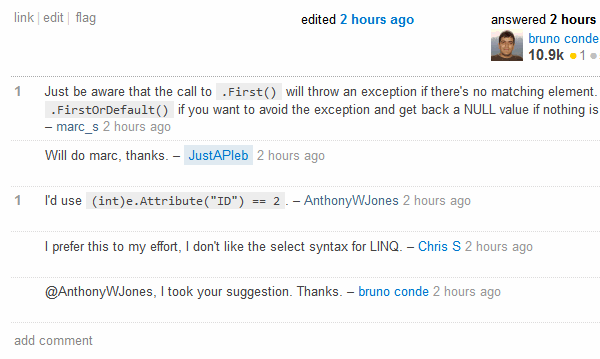 link | edit | flag
edited 2 hours ago
answered 2 hours
bruno conde
10.9k ● 1 ●
1 Just be aware that the call to .First() will throw an exception if there's no matching element.
.FirstOrDefault() if you want to avoid the exception and get back a NULL value if nothing is
– marc_s 2 hours ago
Will do marc, thanks. – JustAPleb 2 hours ago
1 I'd use (int)e.Attribute("ID") == 2. – AnthonyWJones 2 hours ago
I prefer this to my effort, I don't like the select syntax for LINQ. – Chris S 2 hours ago
@AnthonyWJones, I took your suggestion. Thanks. – bruno conde 2 hours ago
add comment